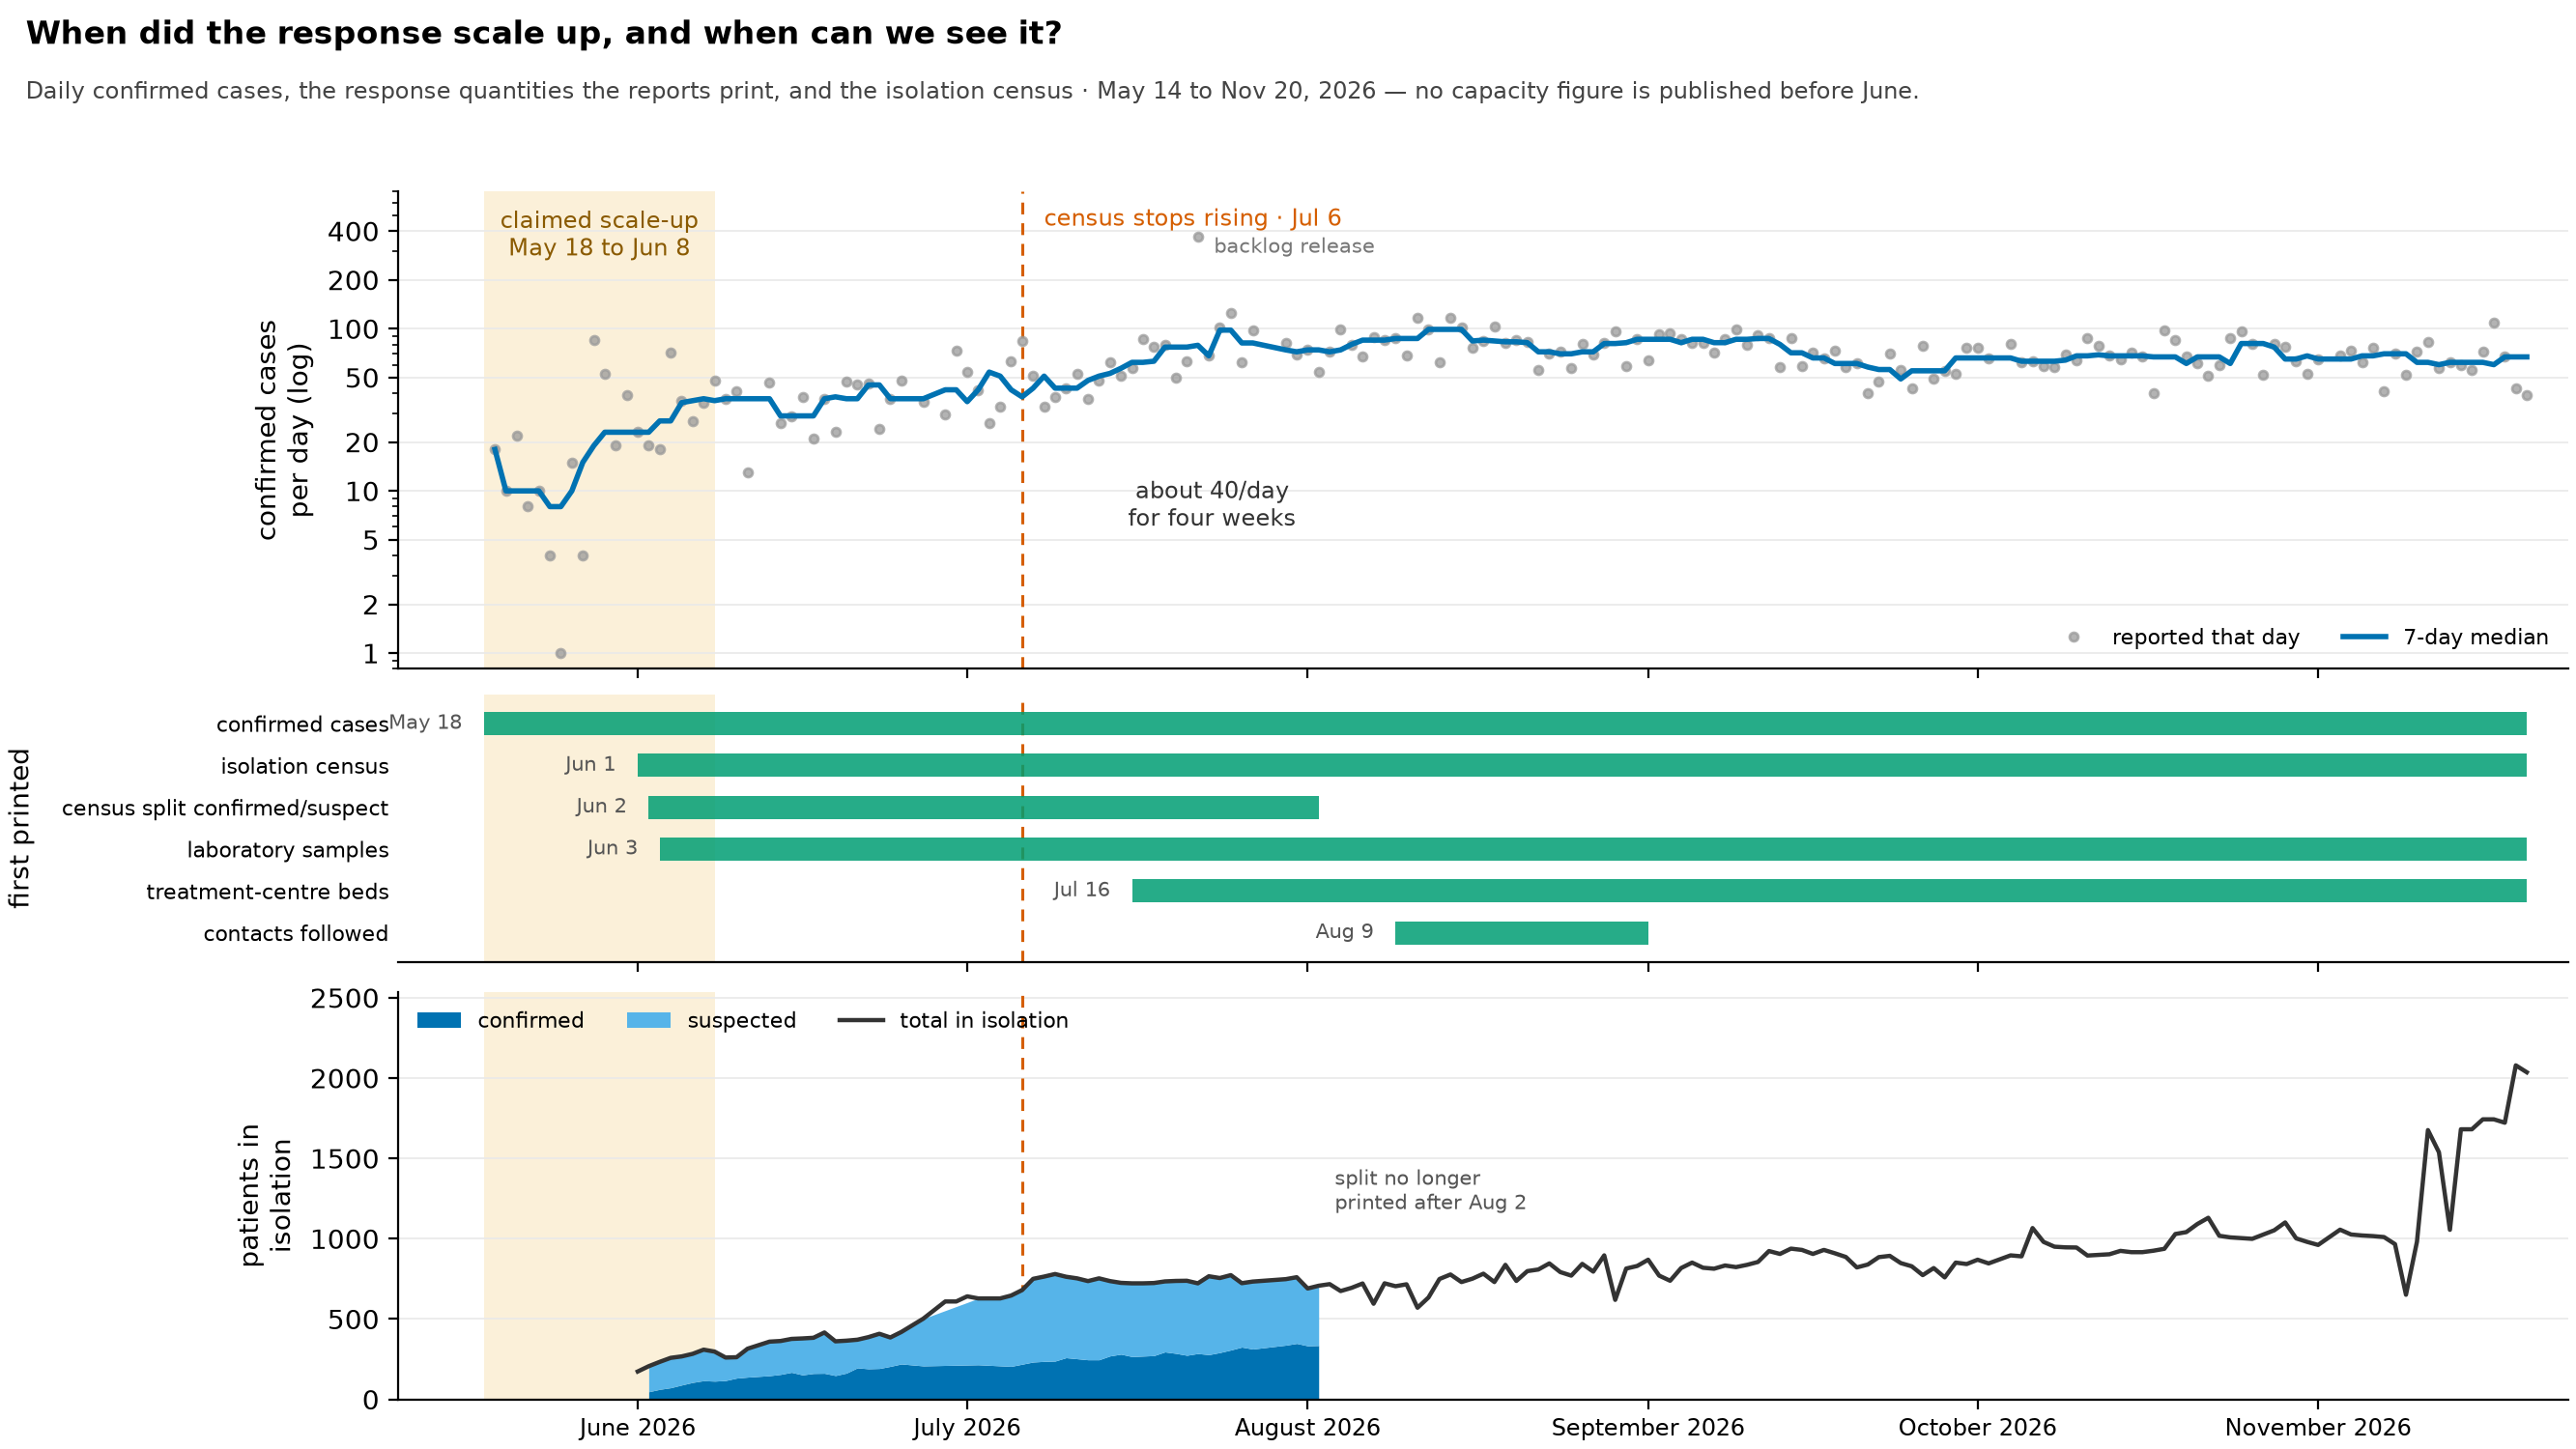 When did the response scale up, and when can we see it?
Daily confirmed cases, the response quantities the reports print, and the isolation census · May 14 to Nov 20, 2026 — no capacity figure is published before June.
confirmed cases
per day (log)
400
200
100
50
20
10
5
2
1
claimed scale-up
May 18 to Jun 8
census stops rising · Jul 6
backlog release
about 40/day
for four weeks
reported that day
7-day median
first printed
confirmed cases
May 18
isolation census
Jun 1
census split confirmed/suspect
Jun 2
laboratory samples
Jun 3
treatment-centre beds
Jul 16
contacts followed
Aug 9
patients in
isolation
2500
2000
1500
1000
500
0
confirmed
suspected
total in isolation
split no longer
printed after Aug 2
June 2026
July 2026
August 2026
September 2026
October 2026
November 2026